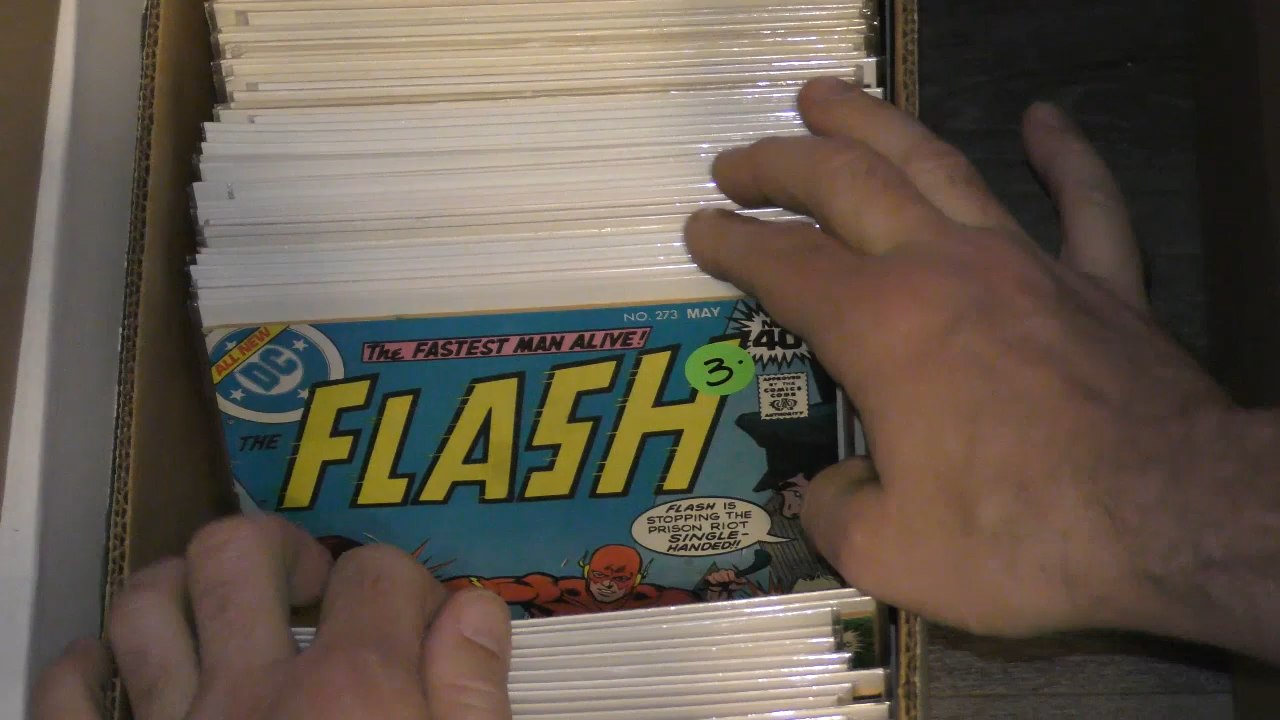 NO. 273 MAY
ALL NEW
DC
The FASTEST MAN ALIVE!
40
3.
APPROVED
BY THE
COMICS
CODE
AUTHORITY
THE
FLASH
FLASH IS
STOPPING THE
PRISON RIOT
SINGLE-
HANDED!!